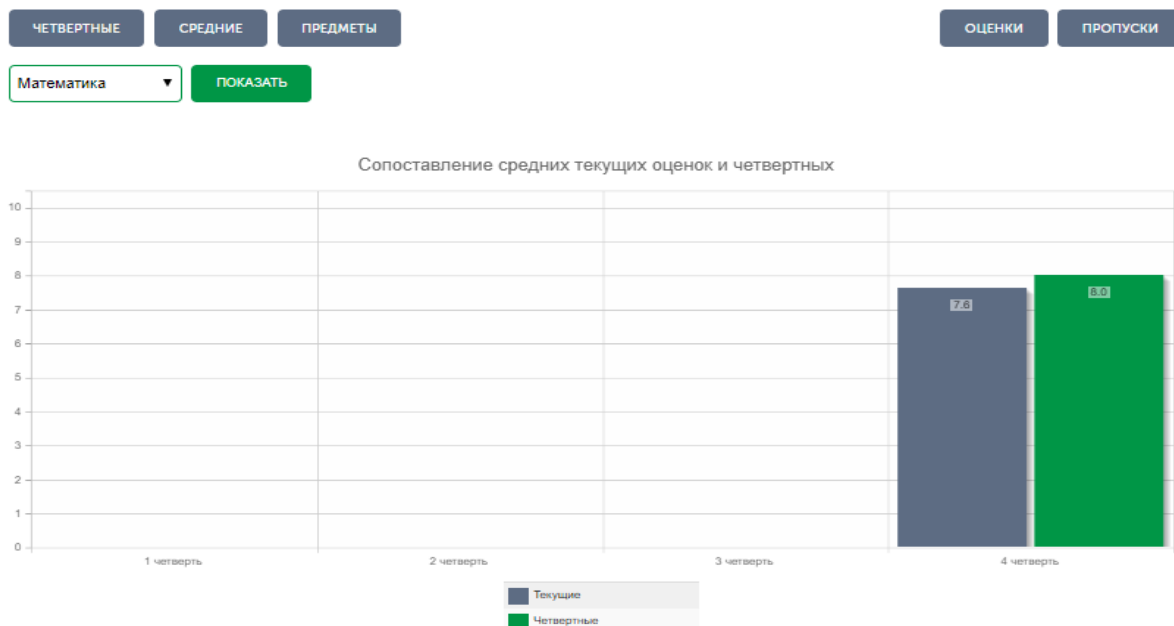 ЧЕТВЕРТНЫЕ СРЕДНИЕ ПРЕДМЕТЫ ОЦЕНКИ ПРОПУСКИ
Математика ПОКАЗАТЬ
Сопоставление средних текущих оценок и четвертных
10
9
8
7
6
5
4
3
2
1
0
7.6 8.0
1 четверть 2 четверть 3 четверть 4 четверть
Текущие
Четвертные